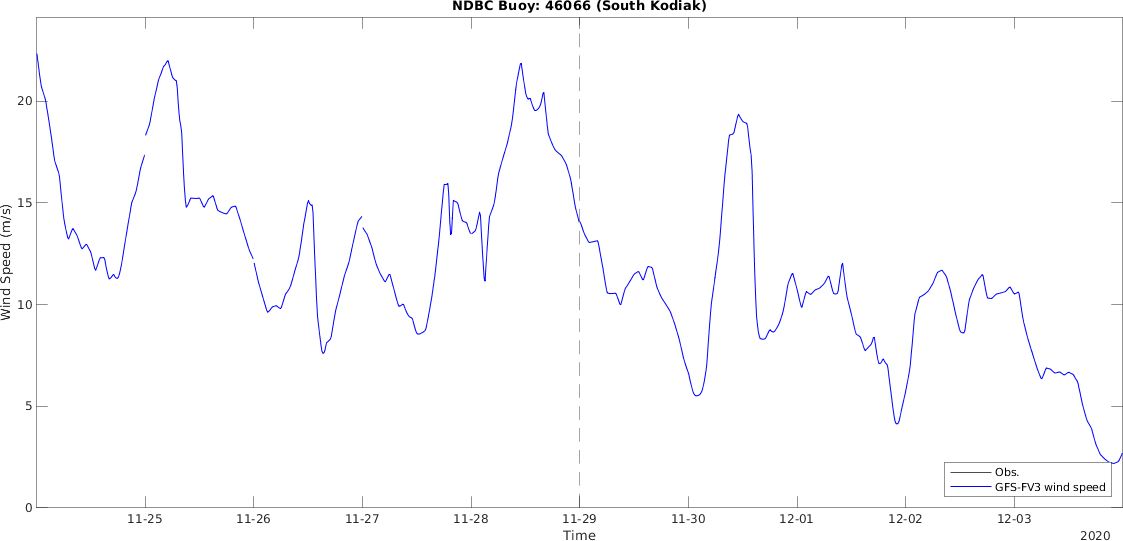 NDBC Buoy: 46066 (South Kodiak)
Wind Speed (m/s)
20
15
10
5
0
11-25 11-26 11-27 11-28 11-29 11-30 12-01 12-02 12-03
Time
2020
Obs.
GFS-FV3 wind speed